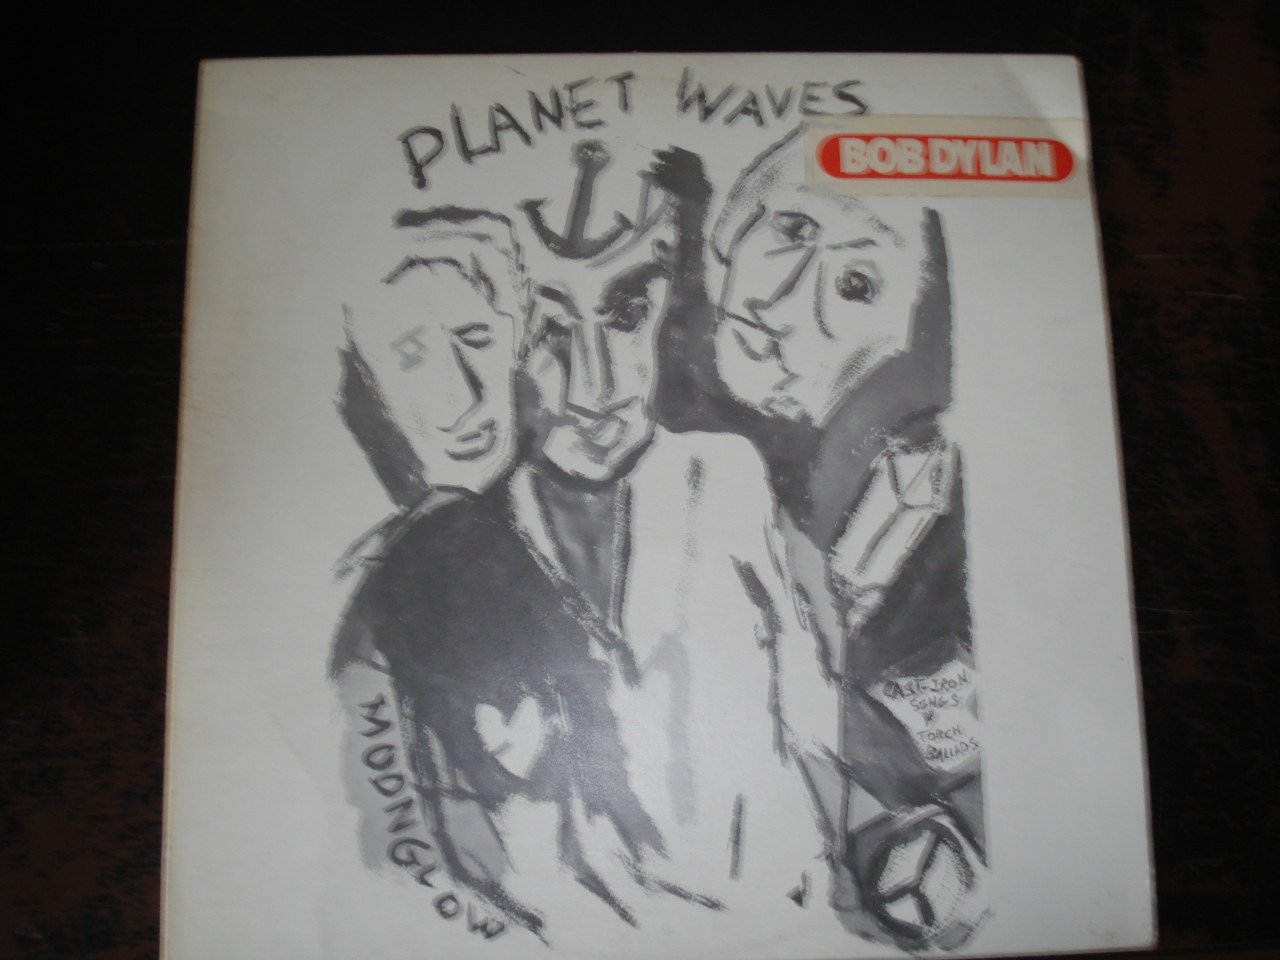 PLANET WAVES
BOB DYLAN
CAST-IRON
SONGS
&
TORCH
BALLADS
MOONGLOW